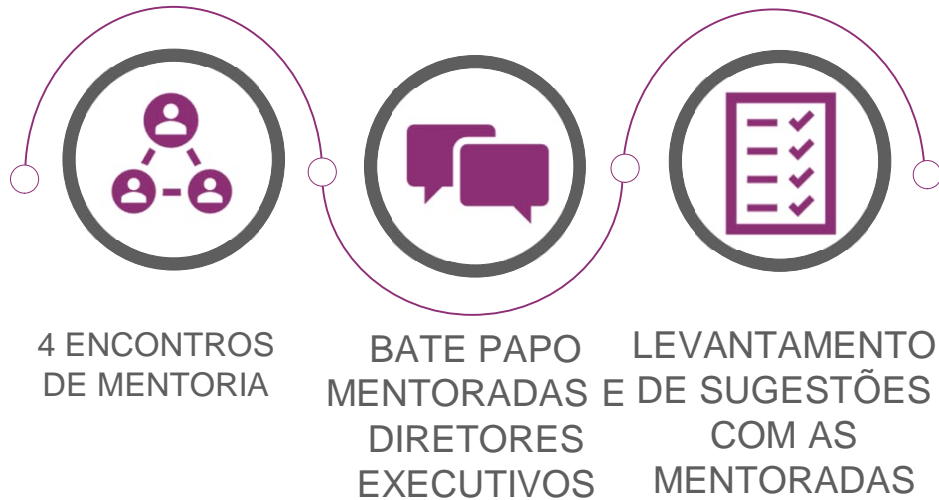 4 ENCONTROS
DE MENTORIA
BATE PAPO
MENTORADAS E
DIRETORES
EXECUTIVOS
LEVANTAMENTO
DE SUGESTÕES
COM AS
MENTORADAS